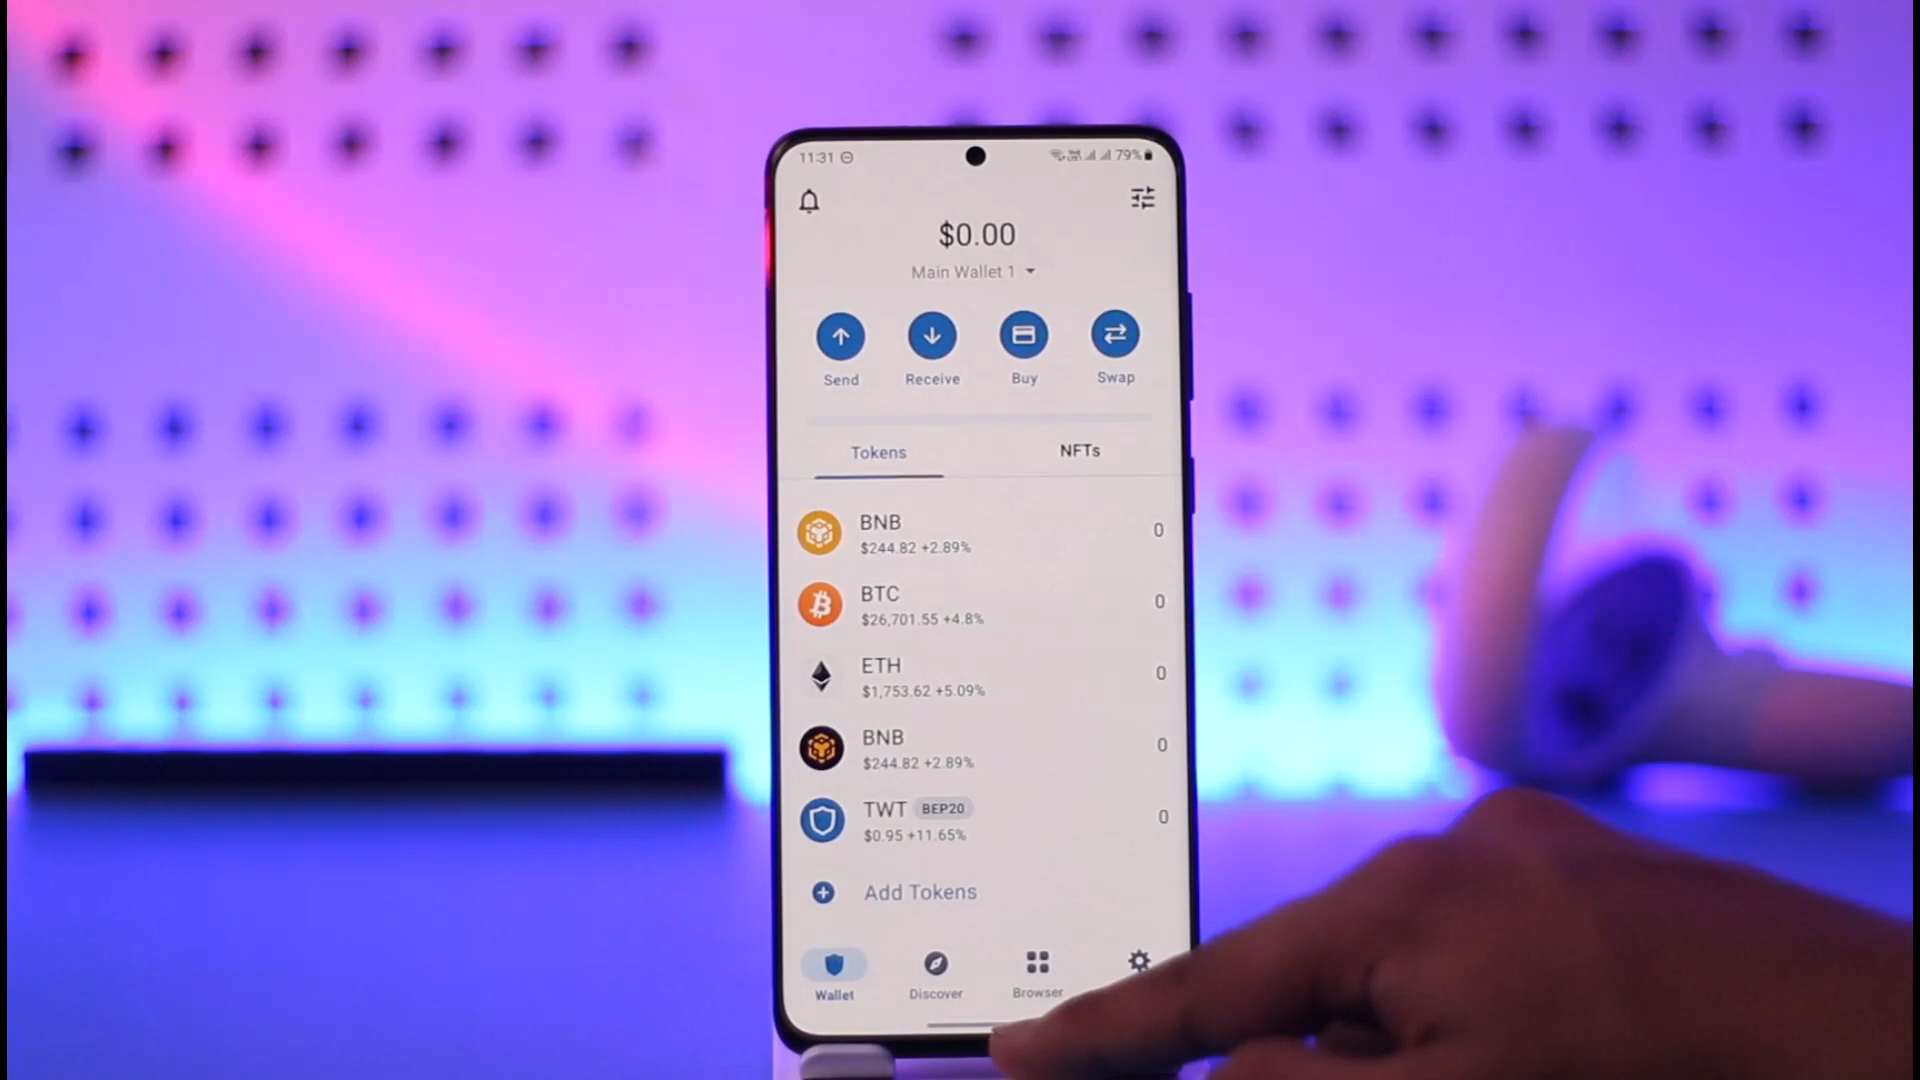 11:31
79%
$0.00
Main Wallet 1
Send
Receive
Buy
Swap
Tokens
NFTs
BNB
0
$244.82 +2.89%
BTC
0
$26,701.55 +4.8%
ETH
0
$1,753.62 +5.09%
BNB
0
$244.82 +2.89%
TWT BEP20
0
$0.95 +11.65%
Add Tokens
Wallet
Discover
Browser